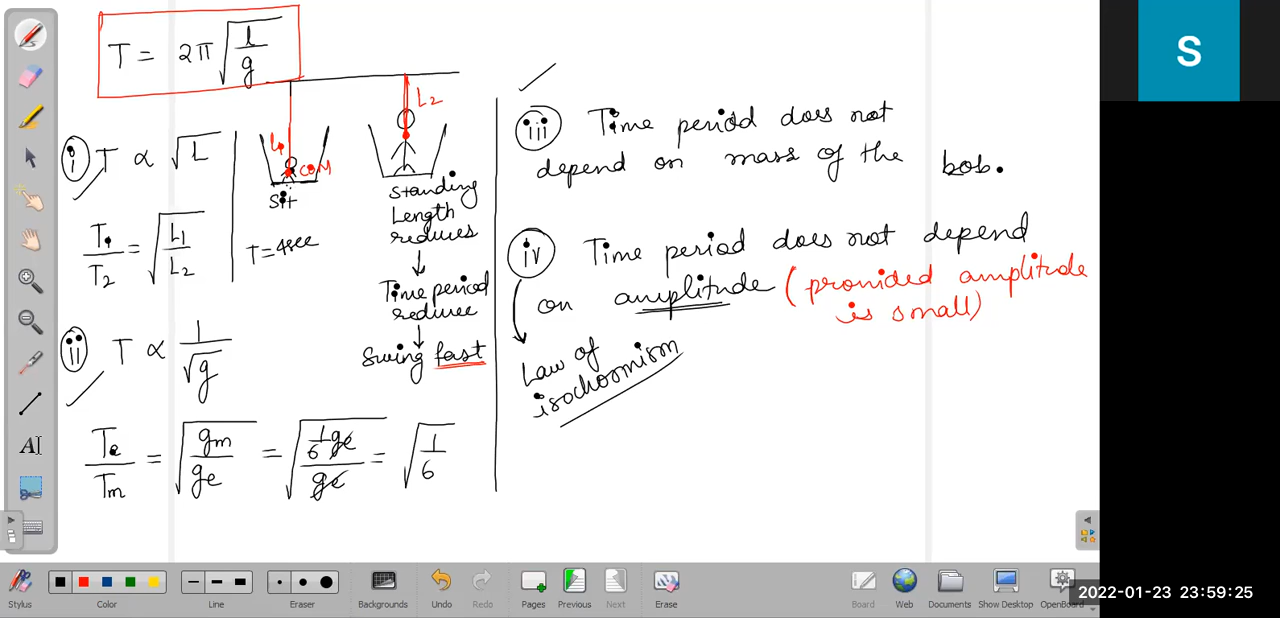 T = 2π √(l/g)
i T ∝ √L
T1/T2 = √(L1/L2)
L1
COM
Sit
T = 4sec
L2
Standing
Length
reduces
↓
Time period
reduce
↓
Swing fast
ii T ∝ 1/√g
Te/Tm = √(gm/ge) = √(1/6 ge/ge) = √(1/6)
iii Time period does not
depend on mass of the bob.
iv Time period does not depend
on amplitude (provided amplitude
is small)
Law of
isochornism
S
Stylus
Color
Line
Eraser
Backgrounds
Undo
Redo
Pages
Previous
Next
Erase
Board
Web
Documents
Show Desktop
OpenBoard
2022-01-23 23:59:25